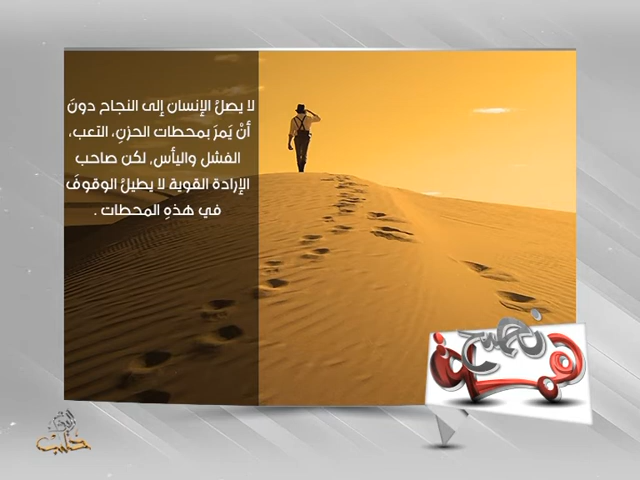 لا يصلُ الإنسان إلى النجاح دونَ
أنْ يَمرَ بمحطات الحزنِ، التعب،
الفشل واليأس, لكن صاحب
الإرادة القوية لا يطيلُ الوقوفَ
في هذهِ المحطات .